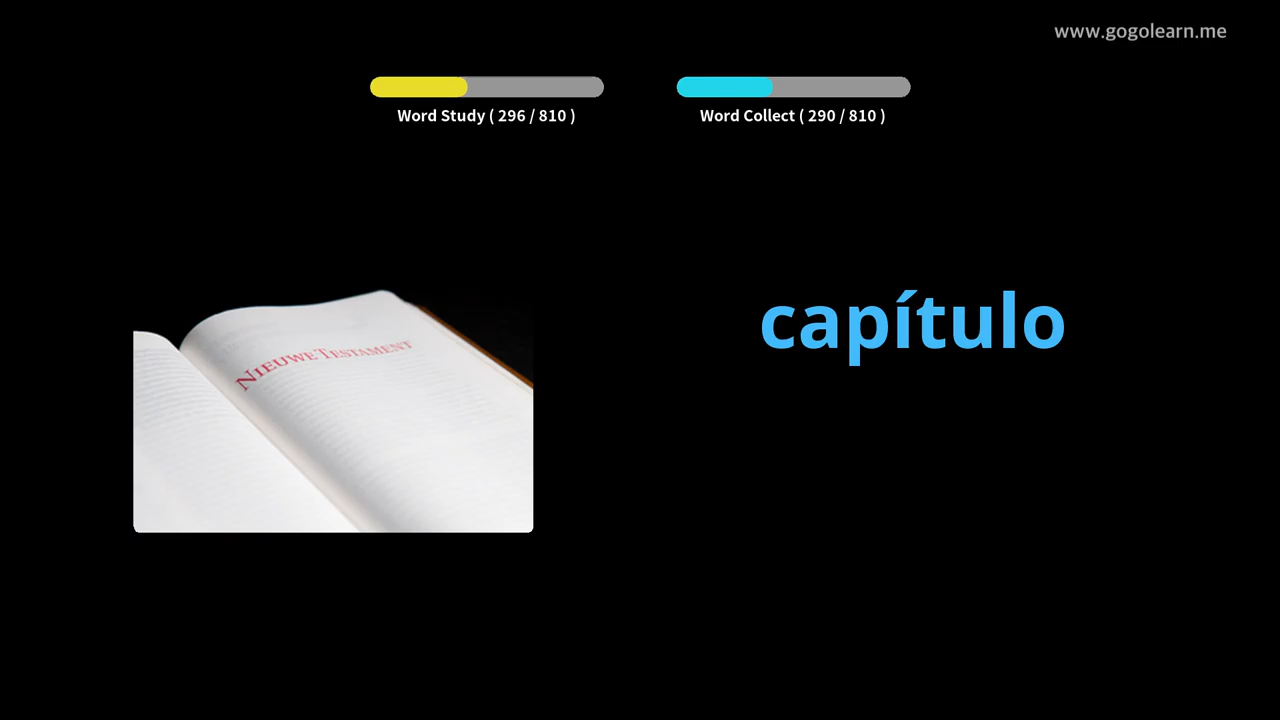 www.gogolearn.me
Word Study ( 296 / 810 )
Word Collect ( 290 / 810 )
NIEUWE TESTAMENT
capítulo